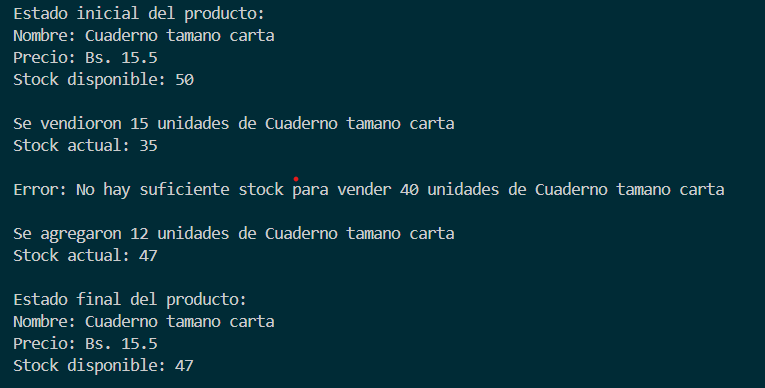 Estado inicial del producto:
Nombre: Cuaderno tamano carta
Precio: Bs. 15.5
Stock disponible: 50
Se vendioron 15 unidades de Cuaderno tamano carta
Stock actual: 35
Error: No hay suficiente stock para vender 40 unidades de Cuaderno tamano carta
Se agregaron 12 unidades de Cuaderno tamano carta
Stock actual: 47
Estado final del producto:
Nombre: Cuaderno tamano carta
Precio: Bs. 15.5
Stock disponible: 47